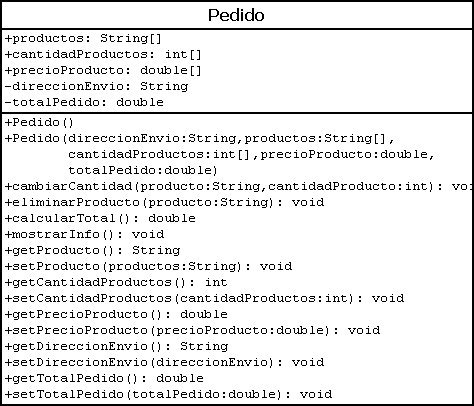 Pedido
+productos: String[]
+cantidadProductos: int[]
+precioProducto: double[]
-direccionEnvio: String
-totalPedido: double
+Pedido()
+Pedido(direccionEnvio:String,productos:String[],
cantidadProductos:int[],precioProducto:double,
totalPedido:double)
+cambiarCantidad(producto:String,cantidadProducto:int): voi
+eliminarProducto(producto:String): void
+calcularTotal(): double
+mostrarInfo(): void
+getProducto(): String
+setProducto(productos:String): void
+getCantidadProductos(): int
+setCantidadProductos(cantidadProductos:int): void
+getPrecioProducto(): double
+setPrecioProducto(precioProducto:double): void
+getDireccionEnvio(): String
+setDireccionEnvio(direccionEnvio): void
+getTotalPedido(): double
+setTotalPedido(totalPedido:double): void